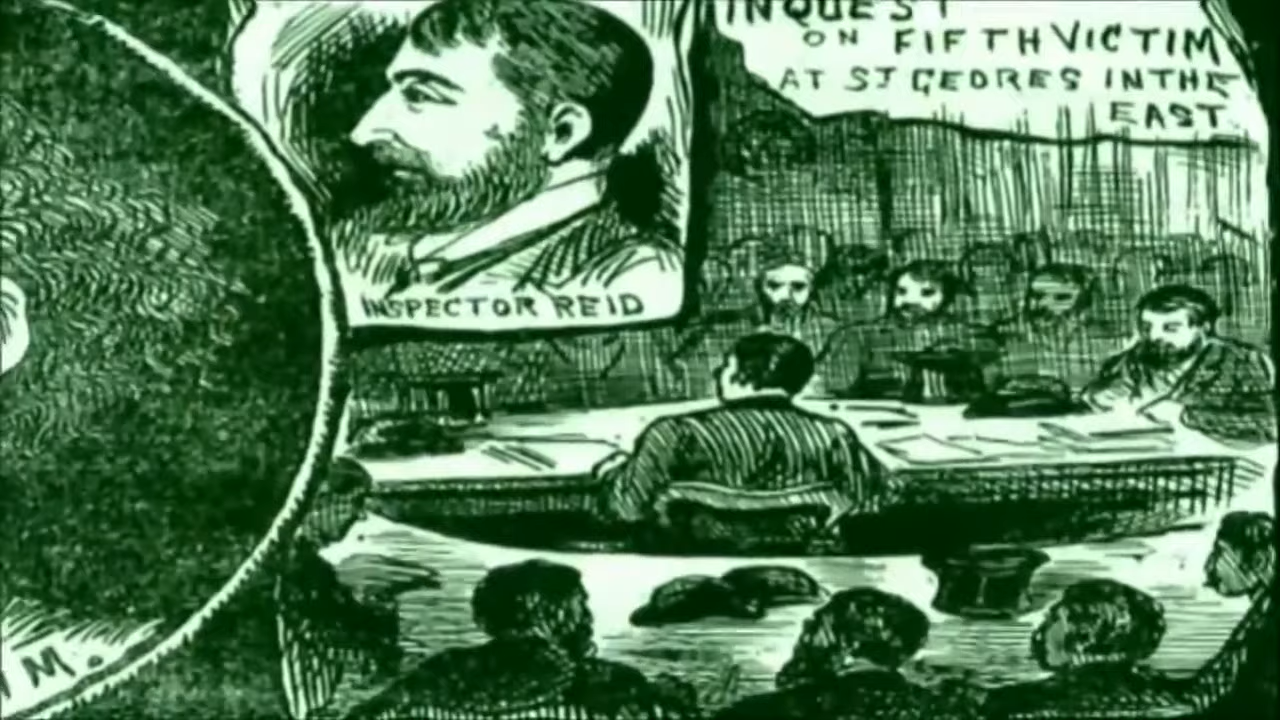 INSPECTOR REID
INQUEST
ON FIFTH VICTIM
AT ST GEORES IN THE
EAST
M.